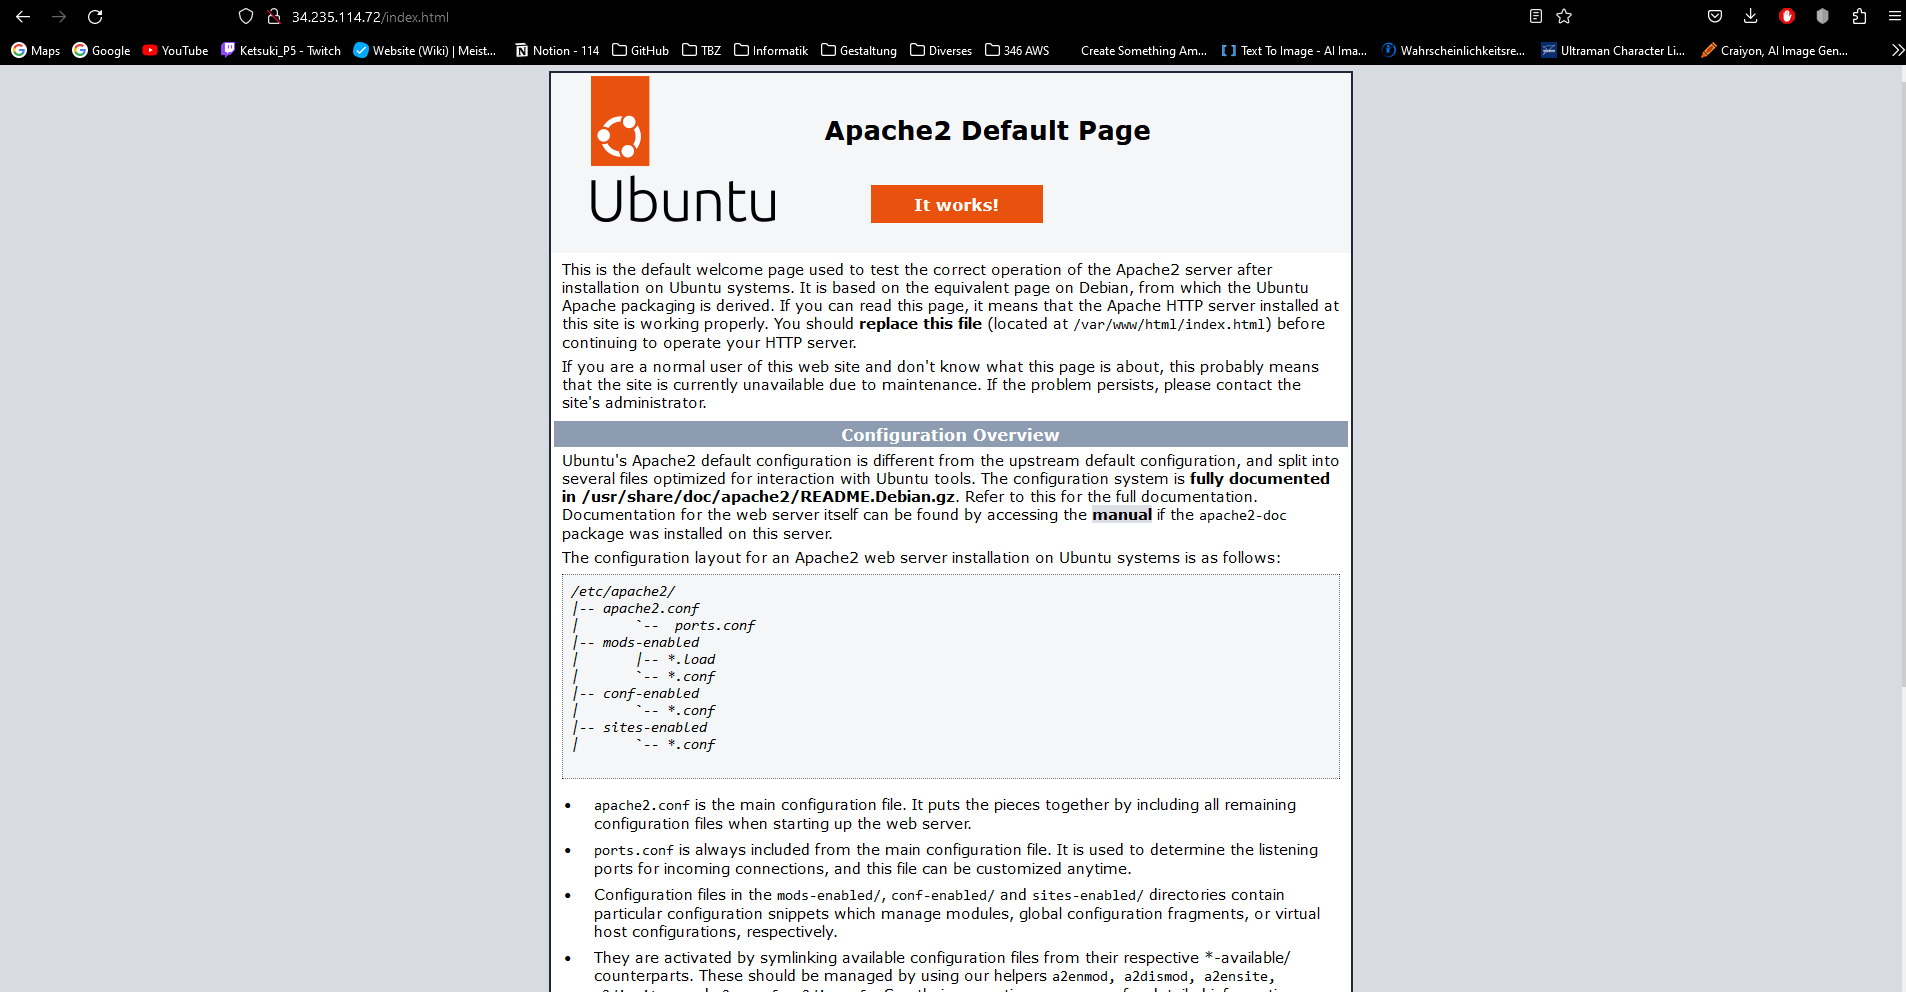 34.235.114.72/index.html
Maps Google YouTube Ketsuki_P5 - Twitch Website (Wiki) | Meist... Notion - 114 GitHub TBZ Informatik Gestaltung Diverses 346 AWS Create Something Am... Text To Image - AI Ima... Wahrscheinlichkeitsre... Ultraman Character Li... Craiyon, AI Image Gen...
Apache2 Default Page
Ubuntu
It works!
This is the default welcome page used to test the correct operation of the Apache2 server after
installation on Ubuntu systems. It is based on the equivalent page on Debian, from which the Ubuntu
Apache packaging is derived. If you can read this page, it means that the Apache HTTP server installed at
this site is working properly. You should replace this file (located at /var/www/html/index.html) before
continuing to operate your HTTP server.
If you are a normal user of this web site and don't know what this page is about, this probably means
that the site is currently unavailable due to maintenance. If the problem persists, please contact the
site's administrator.
Configuration Overview
Ubuntu's Apache2 default configuration is different from the upstream default configuration, and split into
several files optimized for interaction with Ubuntu tools. The configuration system is fully documented
in /usr/share/doc/apache2/README.Debian.gz. Refer to this for the full documentation.
Documentation for the web server itself can be found by accessing the manual if the apache2-doc
package was installed on this server.
The configuration layout for an Apache2 web server installation on Ubuntu systems is as follows:
/etc/apache2/
|-- apache2.conf
|       `--  ports.conf
|-- mods-enabled
|       |-- *.load
|       `-- *.conf
|-- conf-enabled
|       `-- *.conf
|-- sites-enabled
|       `-- *.conf
• apache2.conf is the main configuration file. It puts the pieces together by including all remaining
configuration files when starting up the web server.
• ports.conf is always included from the main configuration file. It is used to determine the listening
ports for incoming connections, and this file can be customized anytime.
• Configuration files in the mods-enabled/, conf-enabled/ and sites-enabled/ directories contain
particular configuration snippets which manage modules, global configuration fragments, or virtual
host configurations, respectively.
• They are activated by symlinking available configuration files from their respective *-available/
counterparts. These should be managed by using our helpers a2enmod, a2dismod, a2ensite,